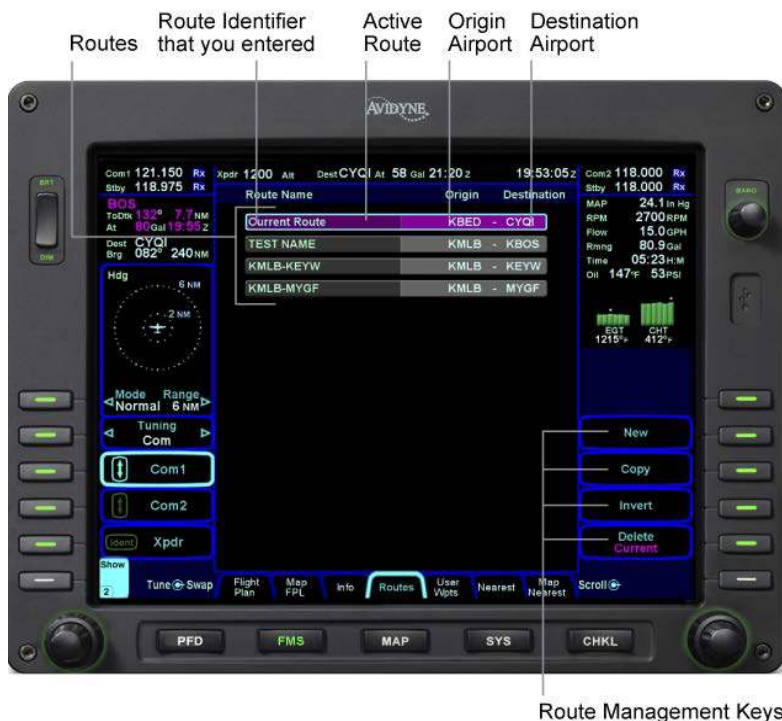 Routes
Route Identifier
that you entered
Active
Route
Origin
Airport
Destination
Airport
AVIDYNE
BRT
DIM
BARO
Com1 121.150 Rx
Stby 118.975 Rx
Xpdr 1200 Alt Dest CYQI At 58 Gal 21:20 z 19:53:05 z
Com2 118.000 Rx
Stby 118.000 Rx
BOS
ToDtk 132° 7.7 NM
At 80 Gal 19:55 z
Dest CYQI
Brg 082° 240 NM
Hdg
6 NM
2 NM
Mode Range
Normal 6 NM
Tuning
Com
Com1
Com2
Ident Xpdr
Show
2
Tune Swap
Route Name Origin Destination
Current Route KBED - CYQI
TEST NAME KMLB - KBOS
KMLB-KEYW KMLB - KEYW
KMLB-MYGF KMLB - MYGF
MAP 24.1 In Hg
RPM 2700 RPM
Flow 15.0 GPH
Rmng 80.9 Gal
Time 05:23 H:M
Oil 147°F 53 PSI
EGT CHT
1215°F 412°F
New
Copy
Invert
Delete
Current
Scroll
Flight
Plan
Map
FPL
Info
Routes
User
Wpts
Nearest
Map
Nearest
PFD FMS MAP SYS CHKL
Route Management Keys